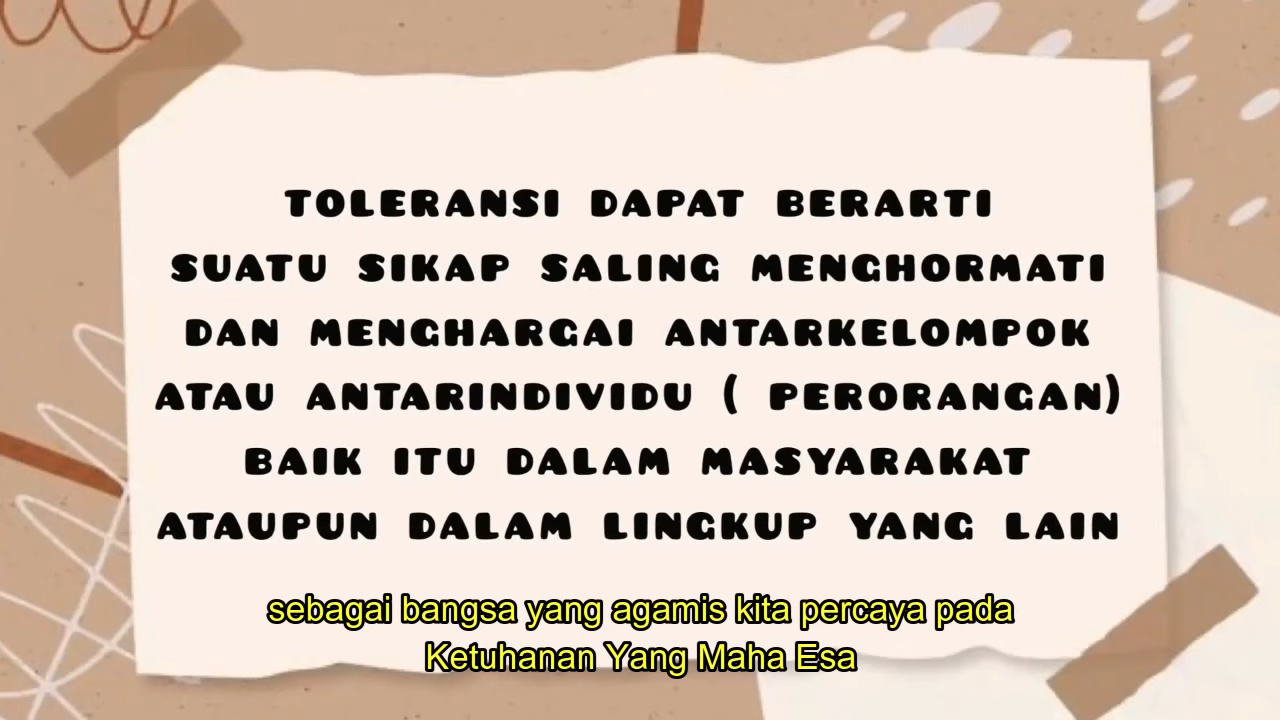 TOLERANSI DAPAT BERARTI
SUATU SIKAP SALING MENGHORMATI
DAN MENGHARGAI ANTARKELOMPOK
ATAU ANTARINDIVIDU ( PERORANGAN)
BAIK ITU DALAM MASYARAKAT
ATAUPUN DALAM LINGKUP YANG LAIN
sebagai bangsa yang agamis kita percaya pada
Ketuhanan Yang Maha Esa